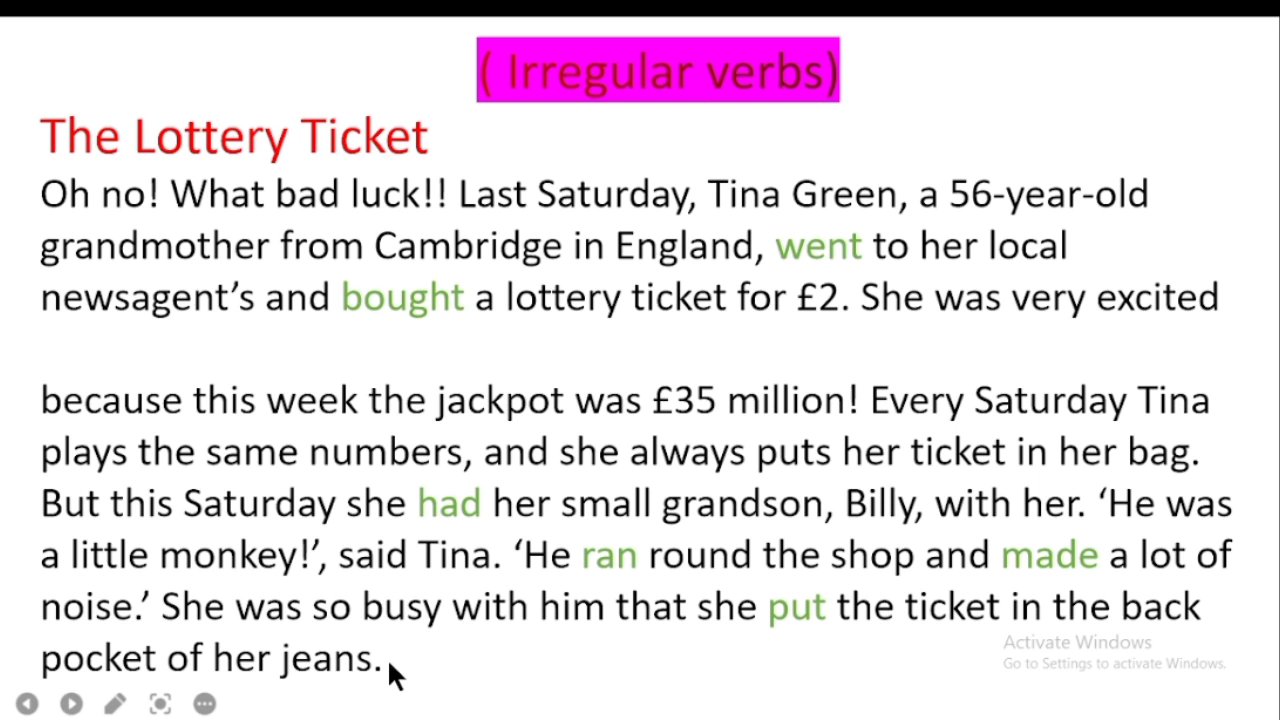 ( Irregular verbs)
The Lottery Ticket
Oh no! What bad luck!! Last Saturday, Tina Green, a 56-year-old
grandmother from Cambridge in England, went to her local
newsagent’s and bought a lottery ticket for £2. She was very excited
because this week the jackpot was £35 million! Every Saturday Tina
plays the same numbers, and she always puts her ticket in her bag.
But this Saturday she had her small grandson, Billy, with her. ‘He was
a little monkey!’, said Tina. ‘He ran round the shop and made a lot of
noise.’ She was so busy with him that she put the ticket in the back
pocket of her jeans.
Activate Windows
Go to Settings to activate Windows.